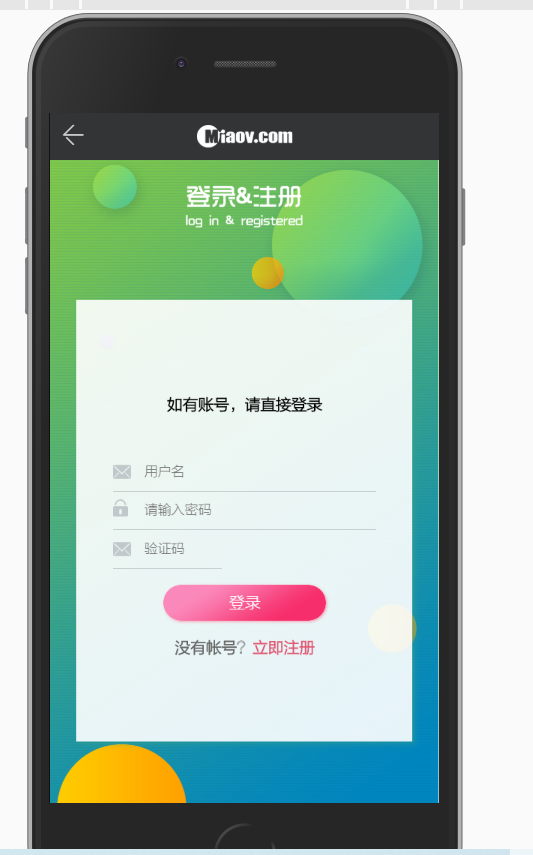 Miaov.com
登录&注册
log in & registered
如有账号，请直接登录
用户名
请输入密码
验证码
登录
没有帐号？立即注册